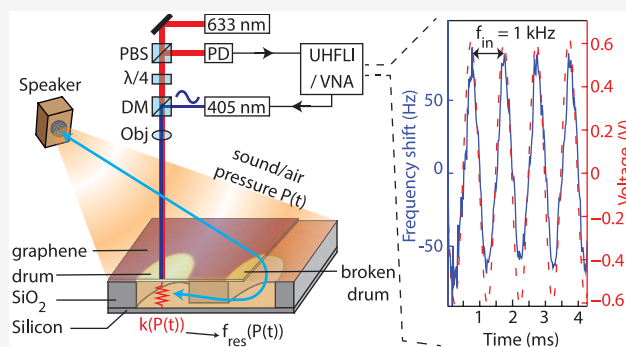 633 nm
PBS
PD
UHFLI
/ VNA
λ/4
DM
405 nm
Obj
Speaker
sound/air
pressure P(t)
graphene
drum
SiO2
Silicon
broken
drum
k(P(t))
fres(P(t))
fin = 1 kHz
Frequency shift (Hz)
50
0
-50
Voltage (V)
0.6
0.4
0.2
0
−0.2
−0.4
−0.6
1 2 3 4
Time (ms)